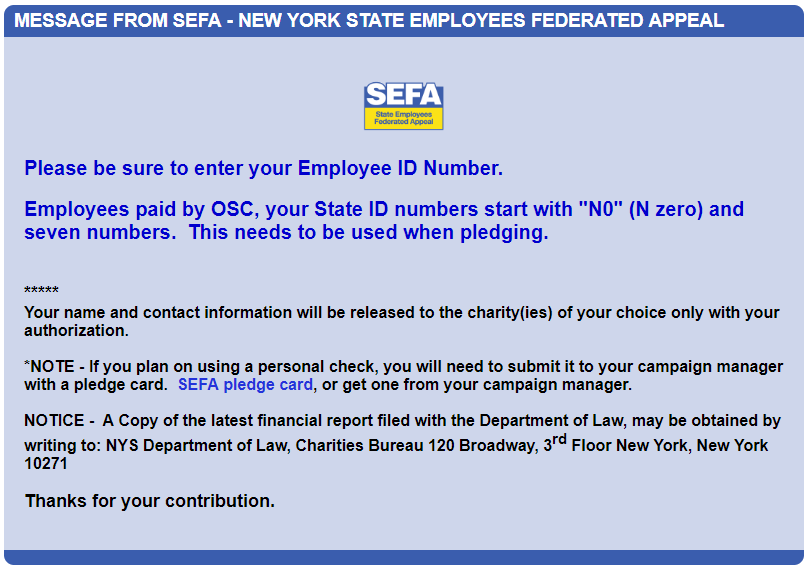 MESSAGE FROM SEFA - NEW YORK STATE EMPLOYEES FEDERATED APPEAL
SEFA
State Employees
Federated Appeal
Please be sure to enter your Employee ID Number.
Employees paid by OSC, your State ID numbers start with "N0" (N zero) and
seven numbers.  This needs to be used when pledging.
*****
Your name and contact information will be released to the charity(ies) of your choice only with your
authorization.
*NOTE - If you plan on using a personal check, you will need to submit it to your campaign manager
with a pledge card.  SEFA pledge card, or get one from your campaign manager.
NOTICE -  A Copy of the latest financial report filed with the Department of Law, may be obtained by
writing to: NYS Department of Law, Charities Bureau 120 Broadway, 3rd Floor New York, New York
10271
Thanks for your contribution.